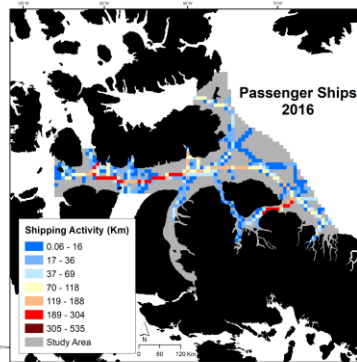 Passenger Ships
2016
Shipping Activity (Km)
0.06 - 16
17 - 36
37 - 69
70 - 118
119 - 188
189 - 304
305 - 535
Study Area
N
0 60 120 Km